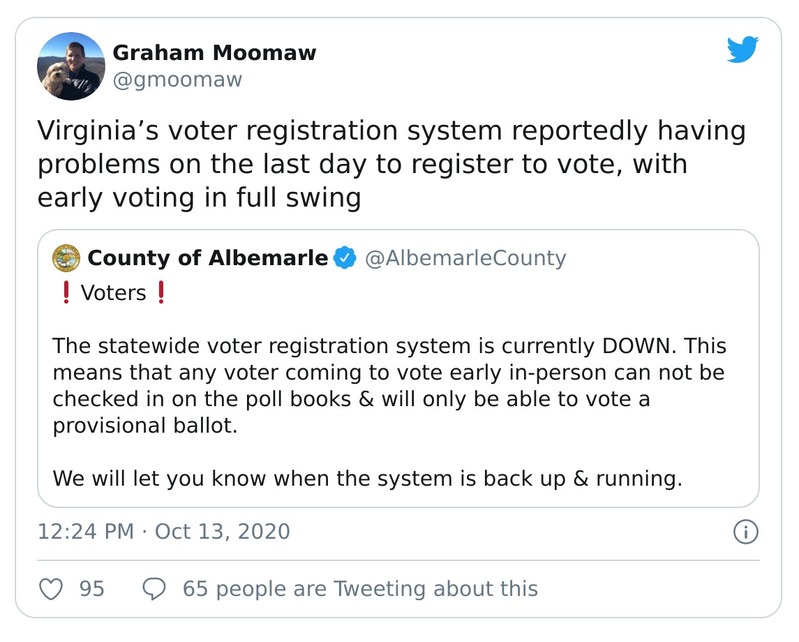 Graham Moomaw
@gmoomaw
Virginia’s voter registration system reportedly having
problems on the last day to register to vote, with
early voting in full swing
County of Albemarle @AlbemarleCounty
❗ Voters ❗
The statewide voter registration system is currently DOWN. This
means that any voter coming to vote early in-person can not be
checked in on the poll books & will only be able to vote a
provisional ballot.
We will let you know when the system is back up & running.
12:24 PM · Oct 13, 2020
95 65 people are Tweeting about this